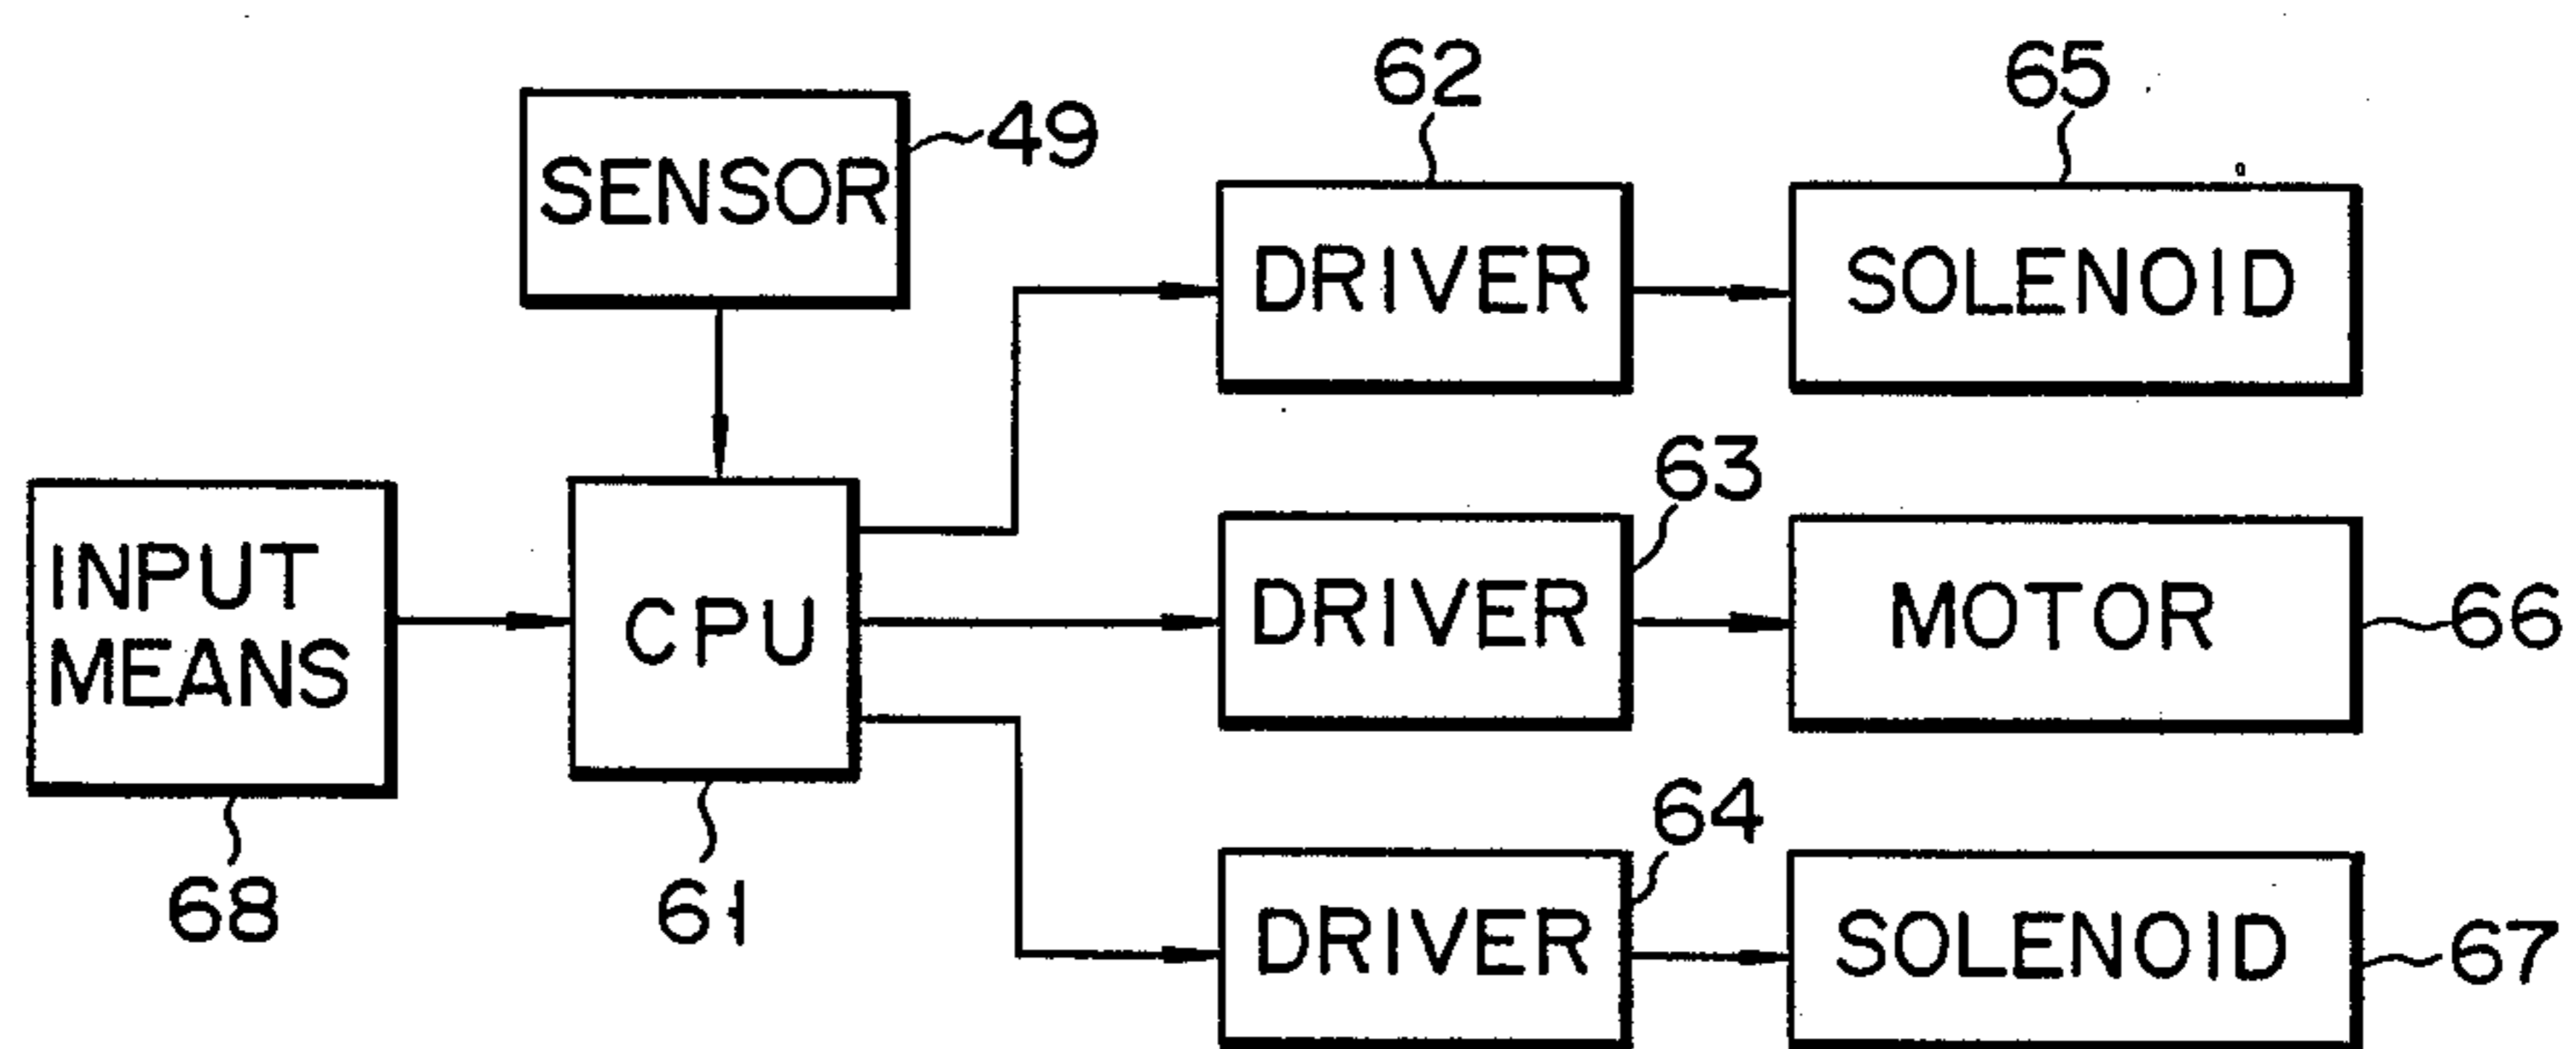 62
65
SENSOR
49
DRIVER
SOLENOID
63
INPUT
MEANS
CPU
DRIVER
MOTOR
66
68
61
64
DRIVER
SOLENOID
67